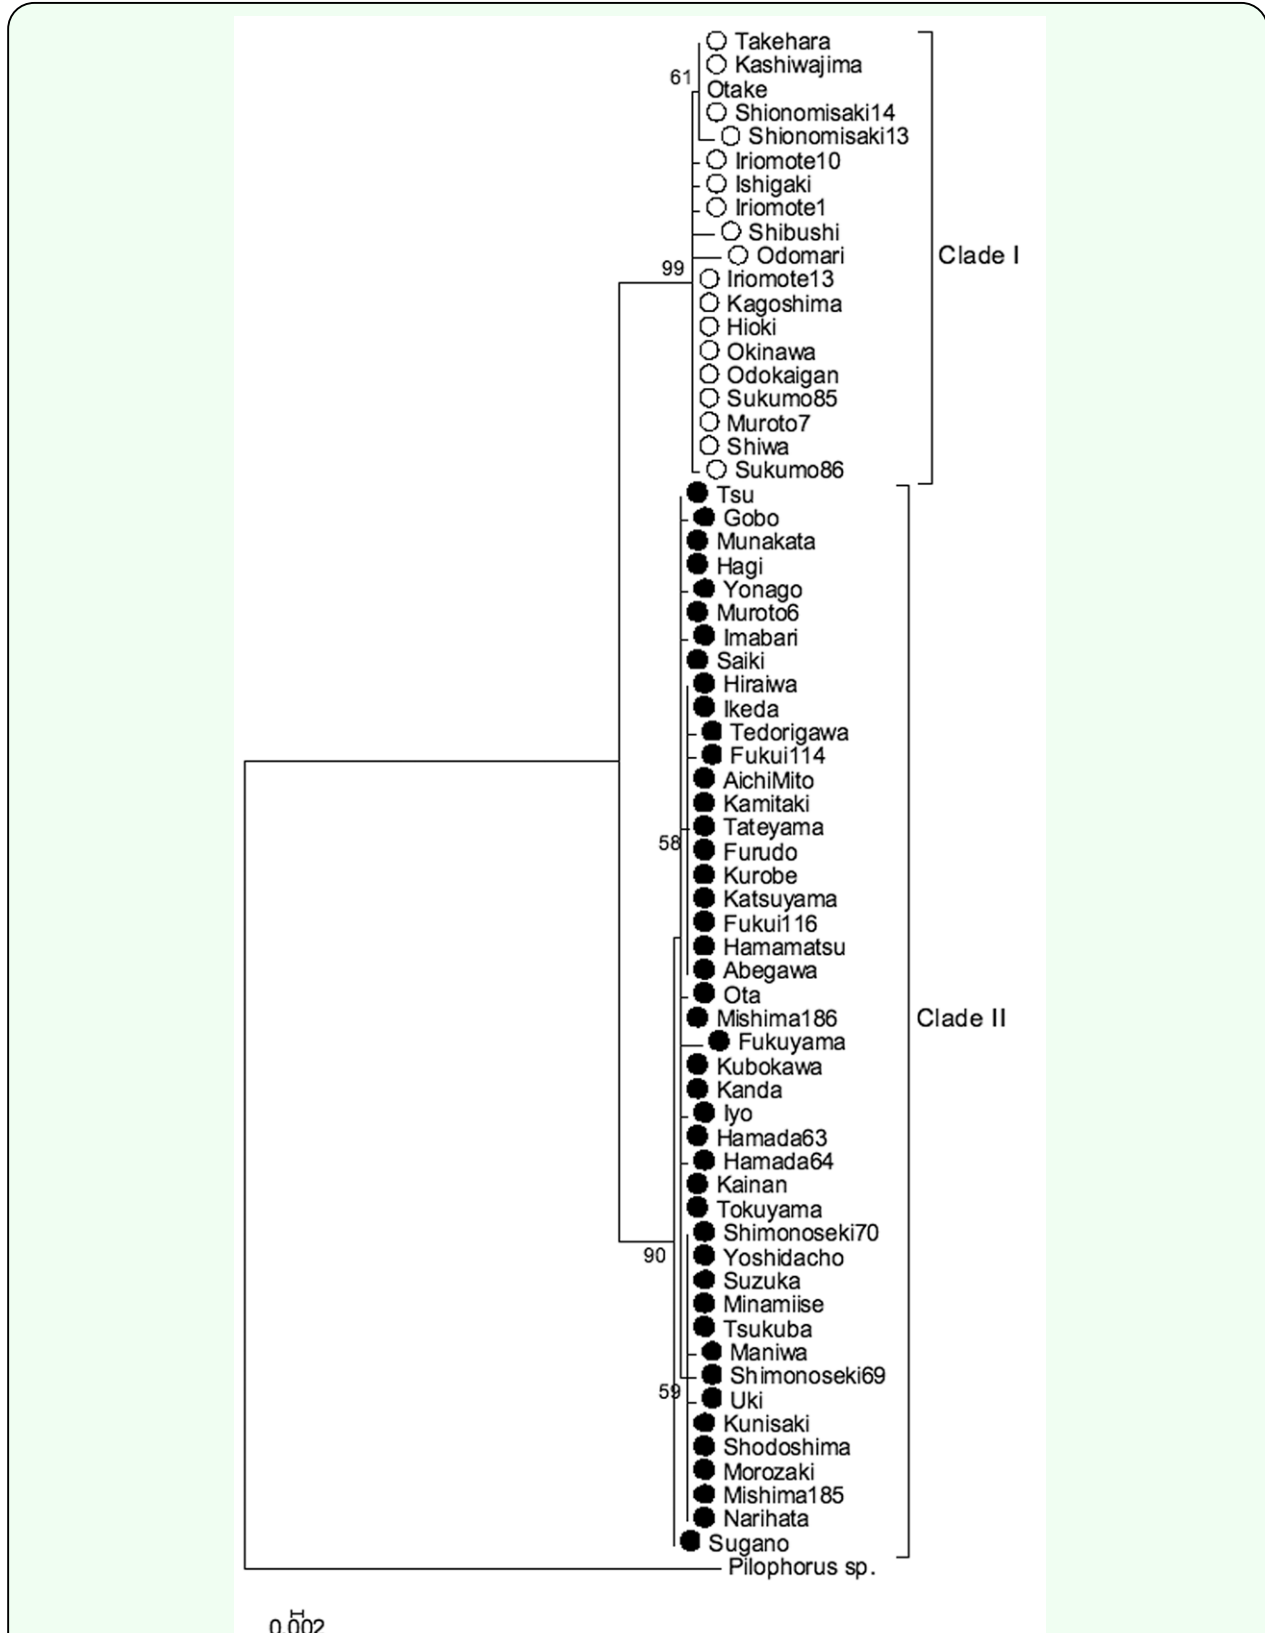 Takehara
Kashiwajima
61
Otake
Shionomisaki14
Shionomisaki13
Iriomote10
Ishigaki
Iriomote1
Shibushi
Odomari
Clade I
99
Iriomote13
Kagoshima
Hioki
Okinawa
Odokaigan
Sukumo85
Muroto7
Shiwa
Sukumo86
Tsu
Gobo
Munakata
Hagi
Yonago
Muroto6
Imabari
Saiki
Hiraiwa
Ikeda
Tedorigawa
Fukui114
AichiMito
Kamitaki
Tateyama
58
Furudo
Kurobe
Katsuyama
Fukui116
Hamamatsu
Abegawa
Ota
Mishima186
Clade II
Fukuyama
Kubokawa
Kanda
Iyo
Hamada63
Hamada64
Kainan
Tokuyama
Shimonoseki70
90
Yoshidacho
Suzuka
Minamiise
Tsukuba
Maniwa
Shimonoseki69
59
Uki
Kunisaki
Shodoshima
Morozaki
Mishima185
Narihata
Sugano
Pilophorus sp.
0.002